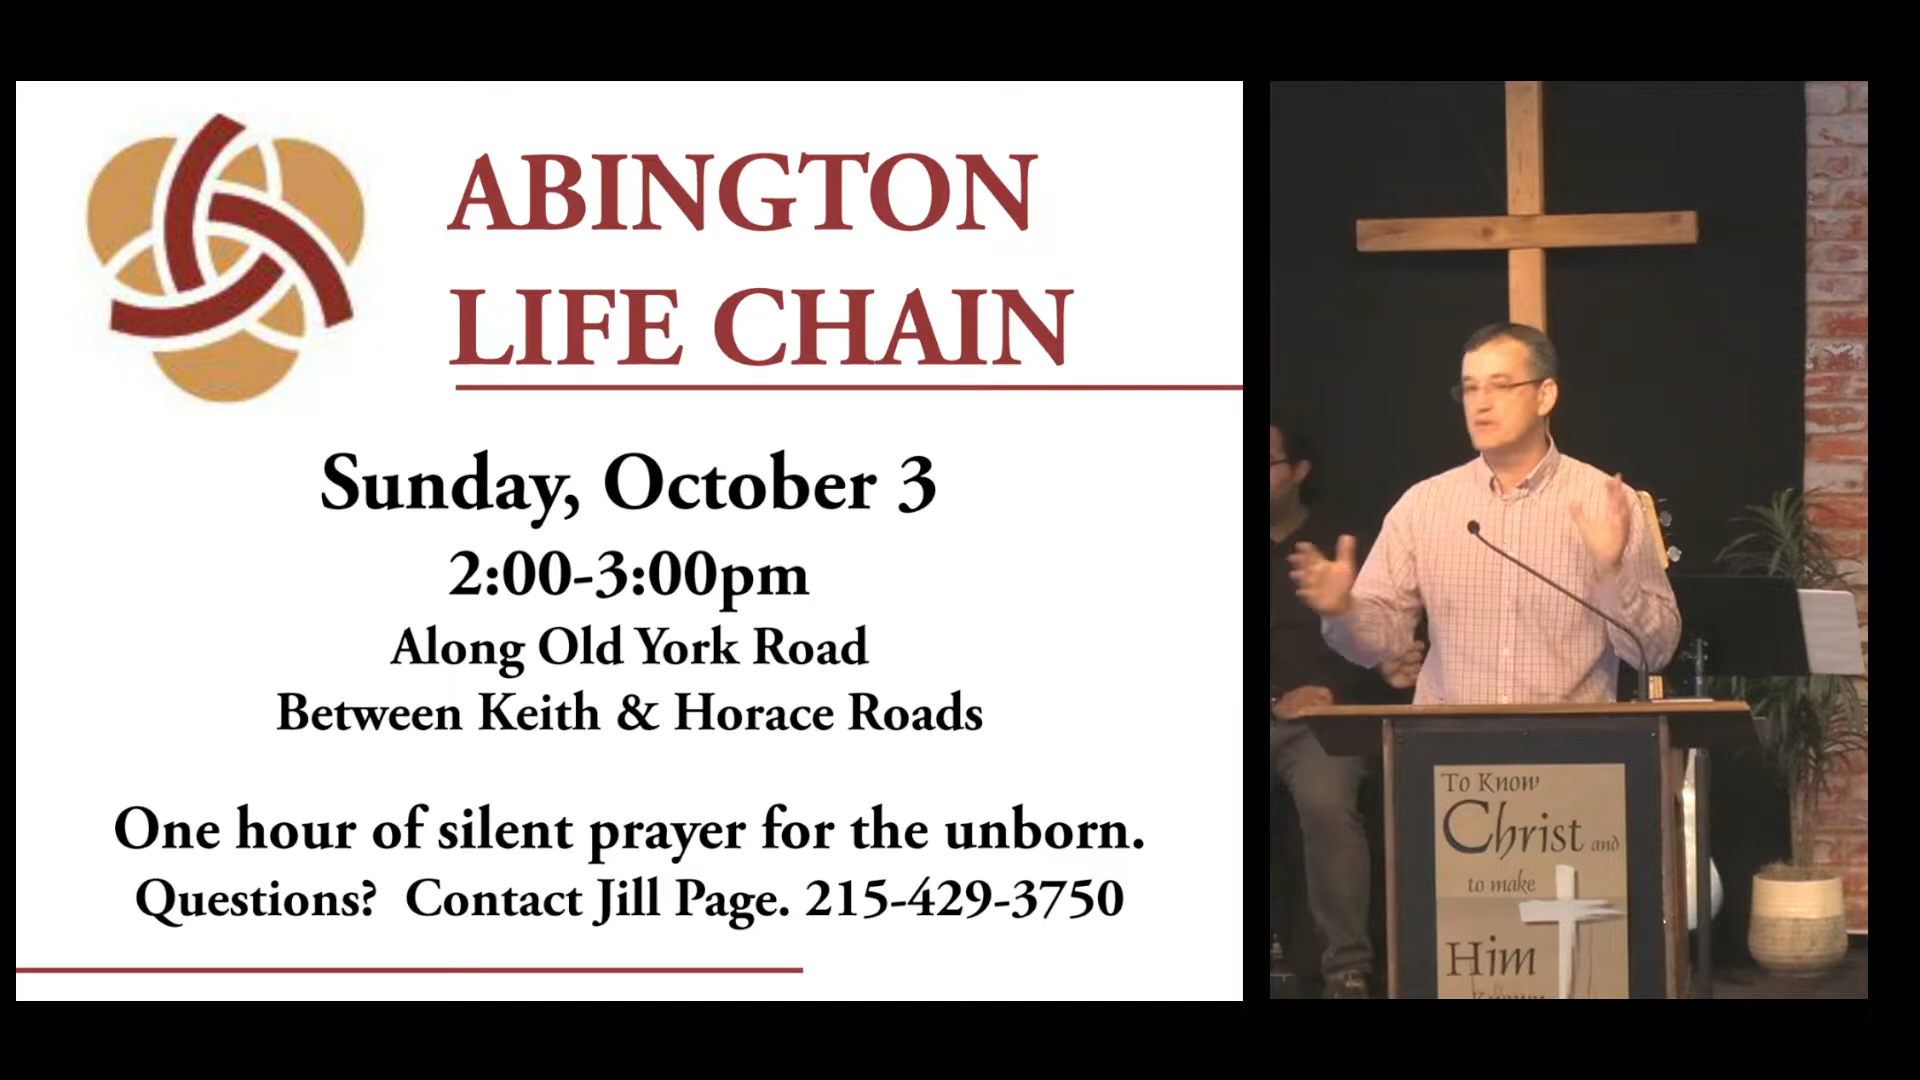 ABINGTON
LIFE CHAIN
Sunday, October 3
2:00-3:00pm
Along Old York Road
Between Keith & Horace Roads
One hour of silent prayer for the unborn.
Questions?  Contact Jill Page. 215-429-3750
To Know
Christ and
to make
Him
Known